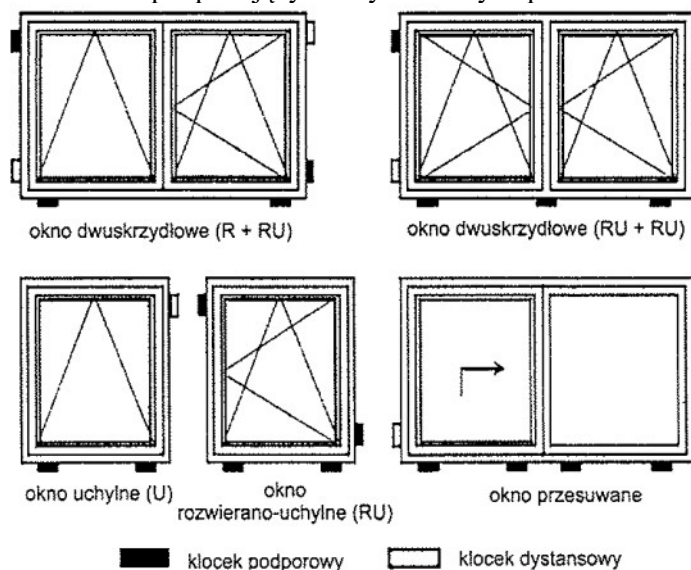 okno dwuskrzydłowe (R + RU)
okno dwuskrzydłowe (RU + RU)
okno uchylne (U)
okno
rozwierano-uchylne (RU)
okno przesuwane
klocek podporowy
klocek dystansowy